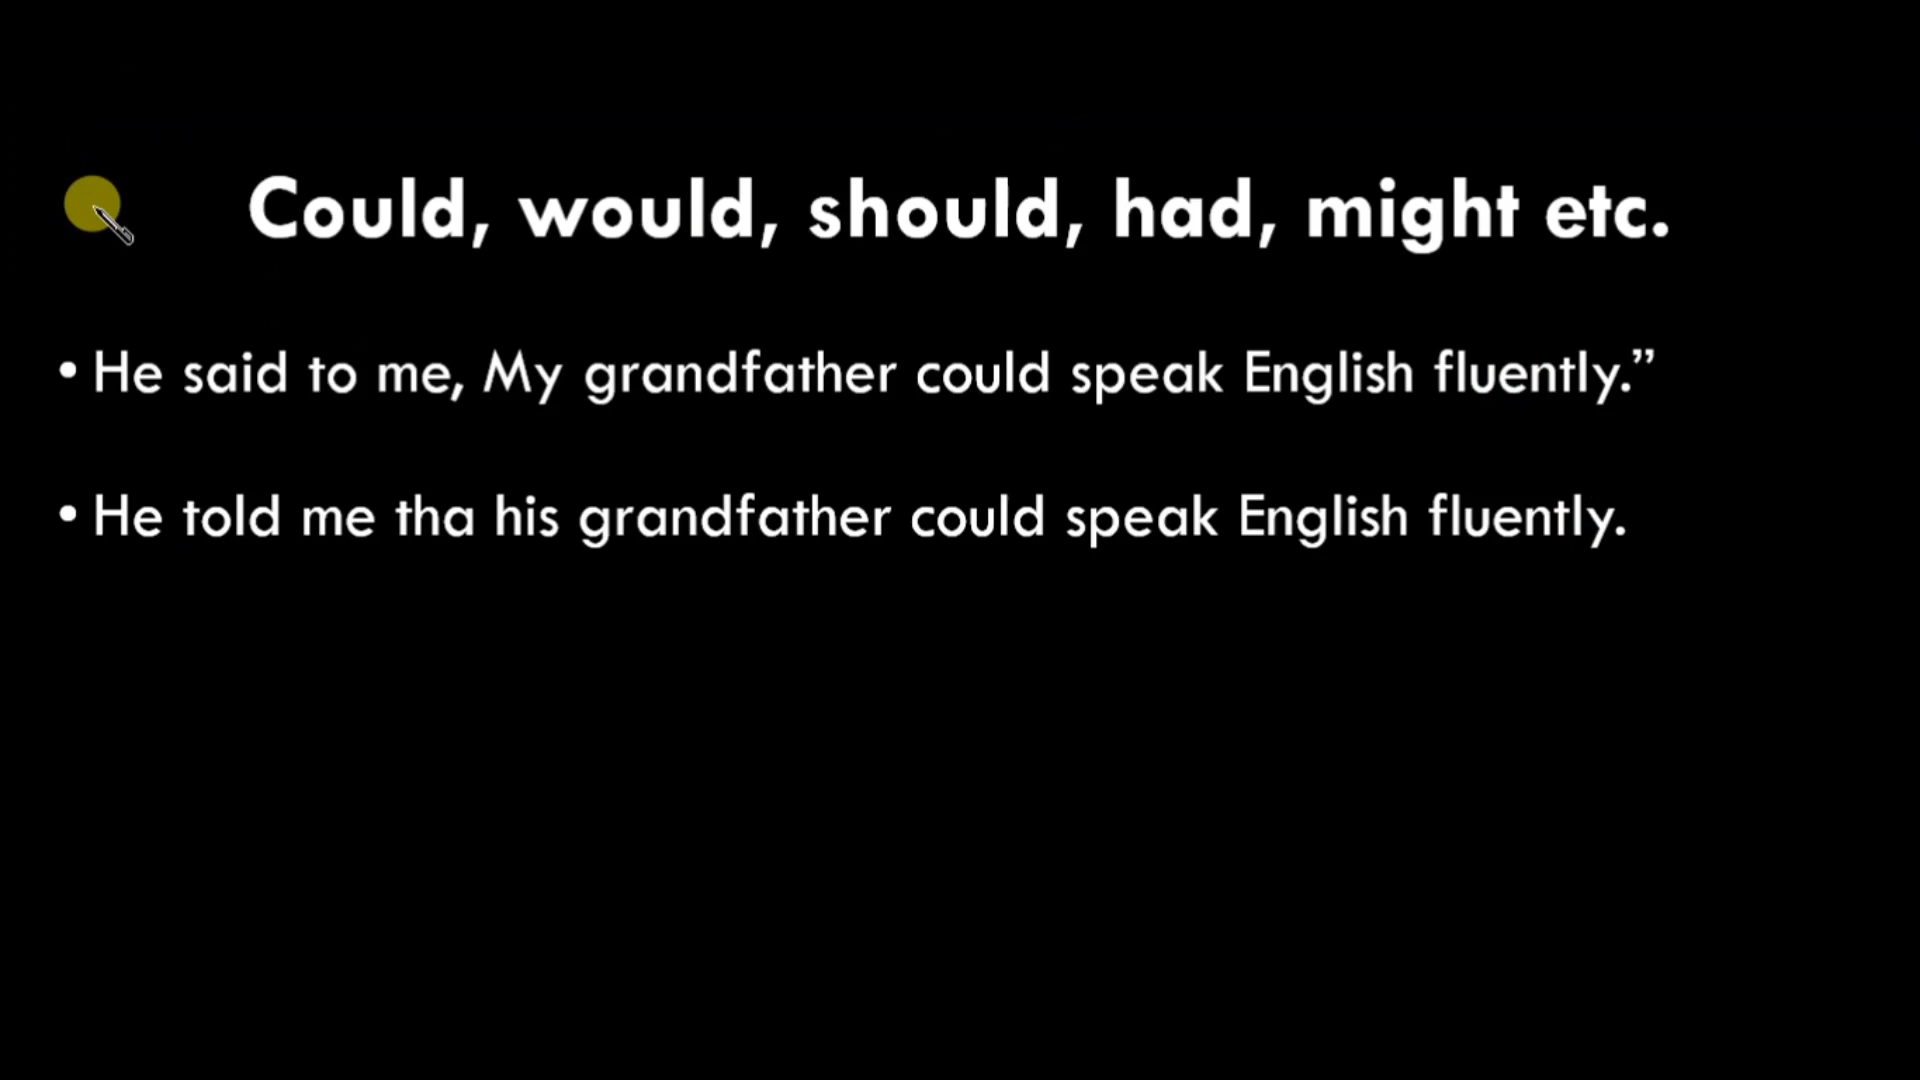 Could, would, should, had, might etc.
• He said to me, My grandfather could speak English fluently.”
• He told me tha his grandfather could speak English fluently.